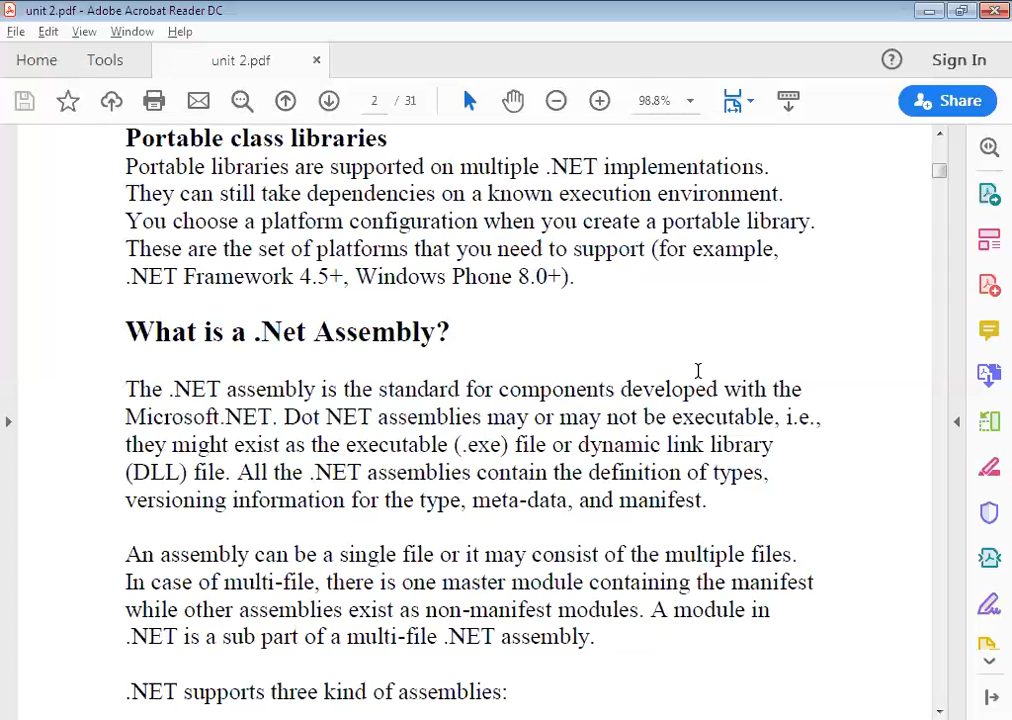 unit 2.pdf - Adobe Acrobat Reader DC
File Edit View Window Help
Home Tools unit 2.pdf × ? Sign In
2 / 31 98.8% Share
Portable class libraries
Portable libraries are supported on multiple .NET implementations.
They can still take dependencies on a known execution environment.
You choose a platform configuration when you create a portable library.
These are the set of platforms that you need to support (for example,
.NET Framework 4.5+, Windows Phone 8.0+).
What is a .Net Assembly?
The .NET assembly is the standard for components developed with the
Microsoft.NET. Dot NET assemblies may or may not be executable, i.e.,
they might exist as the executable (.exe) file or dynamic link library
(DLL) file. All the .NET assemblies contain the definition of types,
versioning information for the type, meta-data, and manifest.
An assembly can be a single file or it may consist of the multiple files.
In case of multi-file, there is one master module containing the manifest
while other assemblies exist as non-manifest modules. A module in
.NET is a sub part of a multi-file .NET assembly.
.NET supports three kind of assemblies: